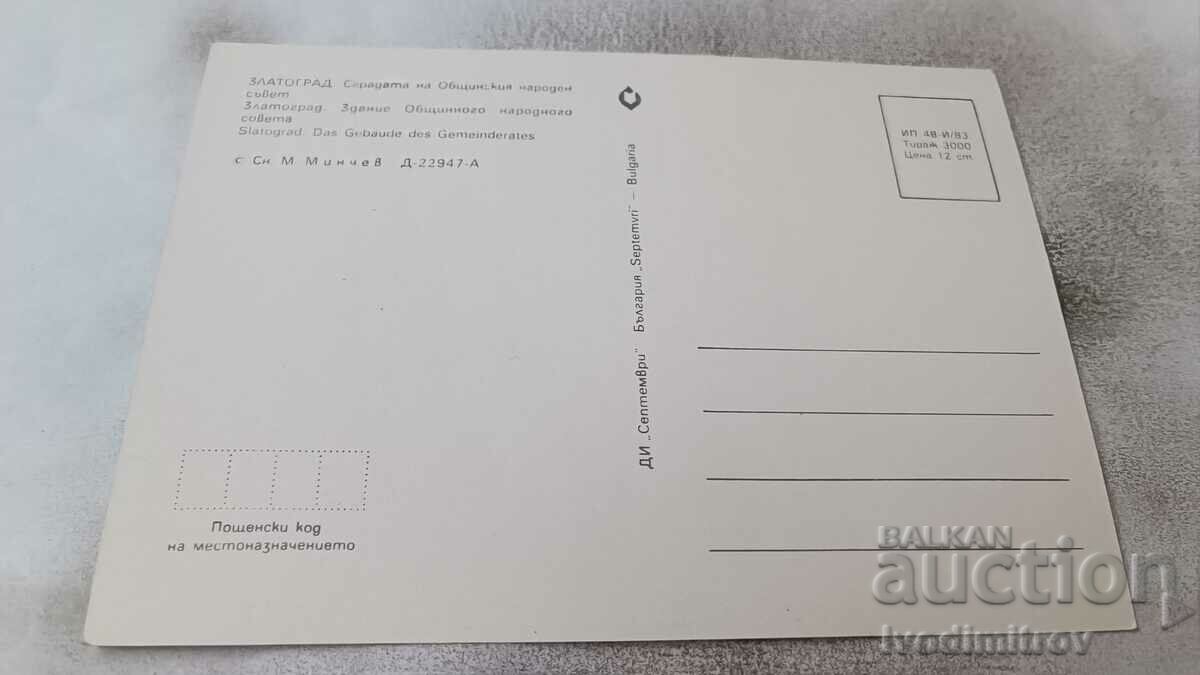 ЗЛАТОГРАД. Сградата на Общинския народен
съвет
Златоград. Здание Общинного народного
совета
Slatograd. Das Gebaude des Gemeinderates
с Сн. М. Минчев Д-22947-А
ДИ „Септември" България „Septemvri" – Bulgaria
ИП 48-И/83
Тираж 3000
Цена 12 ст
Пощенски код
на местоназначението
BALKAN
auction
Ivodimitrov